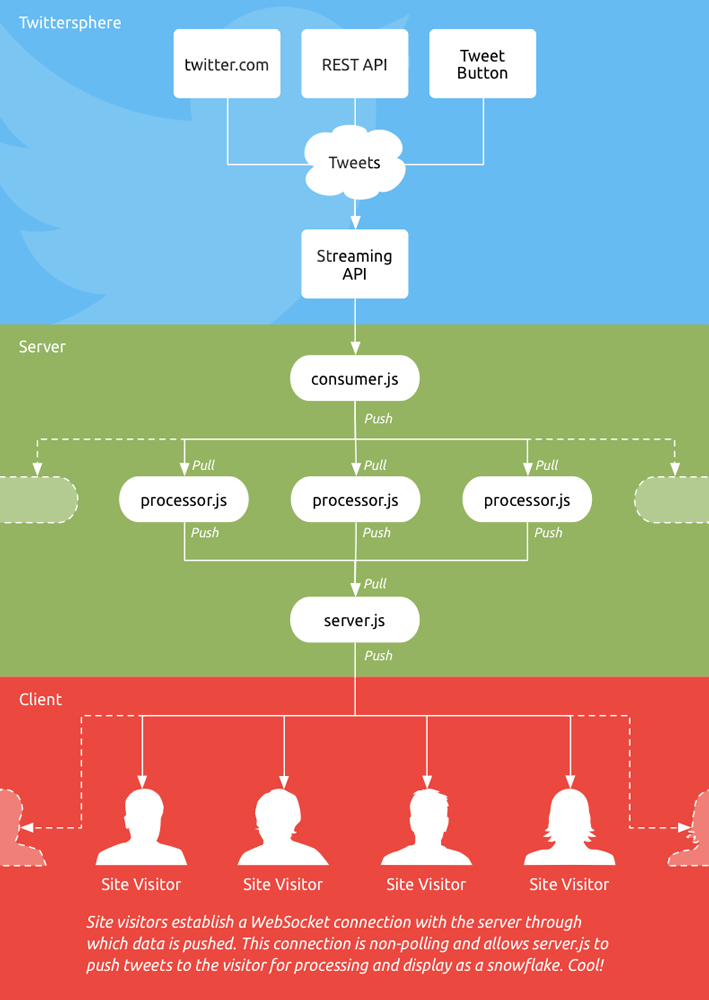 Twittersphere
twitter.com
REST API
Tweet
Button
Tweets
Streaming
API
Server
consumer.js
Push
Pull
Pull
Pull
processor.js
processor.js
processor.js
Push
Push
Push
Pull
server.js
Push
Client
Site Visitor
Site Visitor
Site Visitor
Site Visitor
Site visitors establish a WebSocket connection with the server through
which data is pushed. This connection is non-polling and allows server.js to
push tweets to the visitor for processing and display as a snowflake. Cool!